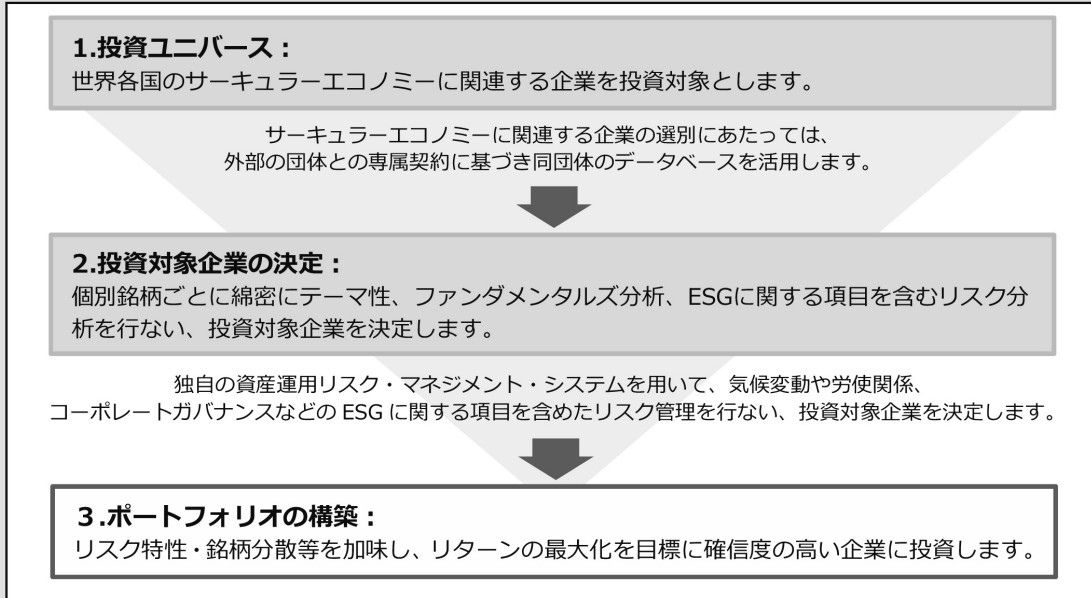 1.投資ユニバース：
世界各国のサーキュラーエコノミーに関連する企業を投資対象とします。
サーキュラーエコノミーに関連する企業の選別にあたっては、
外部の団体との専属契約に基づき同団体のデータベースを活用します。
2.投資対象企業の決定：
個別銘柄ごとに綿密にテーマ性、ファンダメンタルズ分析、ESGに関する項目を含むリスク分
析を行ない、投資対象企業を決定します。
独自の資産運用リスク・マネジメント・システムを用いて、気候変動や労使関係、
コーポレートガバナンスなどの ESG に関する項目を含めたリスク管理を行ない、投資対象企業を決定します。
３.ポートフォリオの構築：
リスク特性・銘柄分散等を加味し、リターンの最大化を目標に確信度の高い企業に投資します。